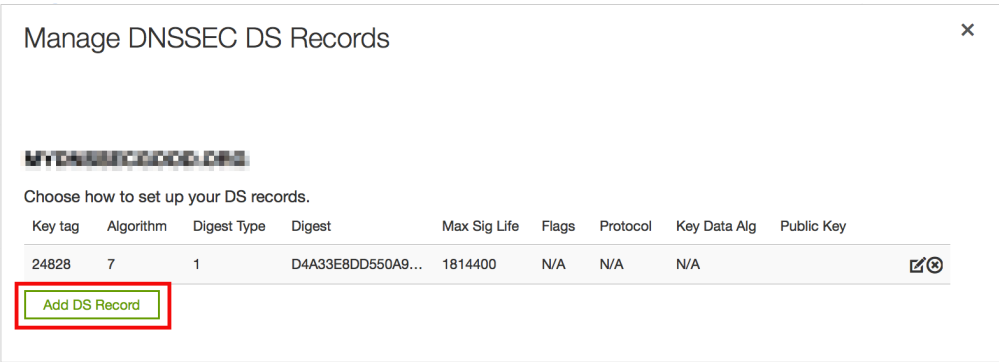 Manage DNSSEC DS Records
Choose how to set up your DS records.
Key tag Algorithm Digest Type Digest Max Sig Life Flags Protocol Key Data Alg Public Key
24828 7 1 D4A33E8DD550A9... 1814400 N/A N/A N/A
Add DS Record